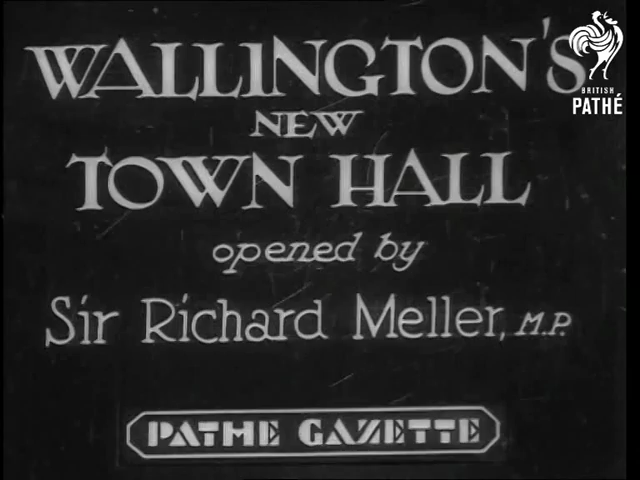 WALLINGTON'S
NEW
TOWN HALL
opened by
Sir Richard Meller, M.P.
PATHE GAZETTE
BRITISH
PATHÉ